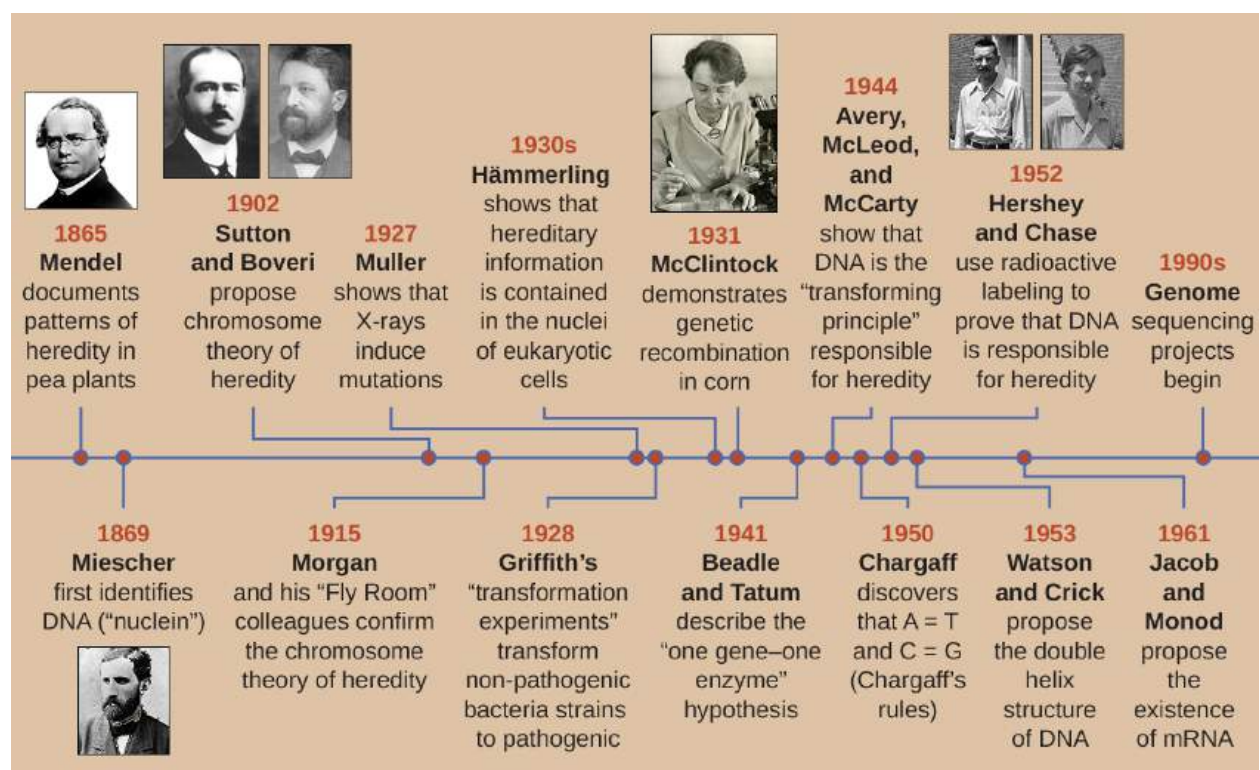 1865
Mendel
documents
patterns of
heredity in
pea plants
1902
Sutton
and Boveri
propose
chromosome
theory of
heredity
1927
Muller
shows that
X-rays
induce
mutations
1930s
Hämmerling
shows that
hereditary
information
is contained
in the nuclei
of eukaryotic
cells
1931
McClintock
demonstrates
genetic
recombination
in corn
1944
Avery,
McLeod,
and
McCarty
show that
DNA is the
“transforming
principle”
responsible
for heredity
1952
Hershey
and Chase
use radioactive
labeling to
prove that DNA
is responsible
for heredity
1990s
Genome
sequencing
projects
begin
1869
Miescher
first identifies
DNA (“nuclein”)
1915
Morgan
and his “Fly Room”
colleagues confirm
the chromosome
theory of heredity
1928
Griffith’s
“transformation
experiments”
transform
non-pathogenic
bacteria strains
to pathogenic
1941
Beadle
and Tatum
describe the
“one gene–one
enzyme”
hypothesis
1950
Chargaff
discovers
that A = T
and C = G
(Chargaff’s
rules)
1953
Watson
and Crick
propose
the double
helix
structure
of DNA
1961
Jacob
and
Monod
propose
the
existence
of mRNA